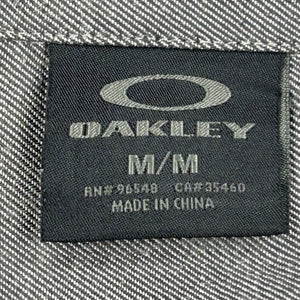 OAKLEY
M/M
RN# 96548 CA# 35460
MADE IN CHINA